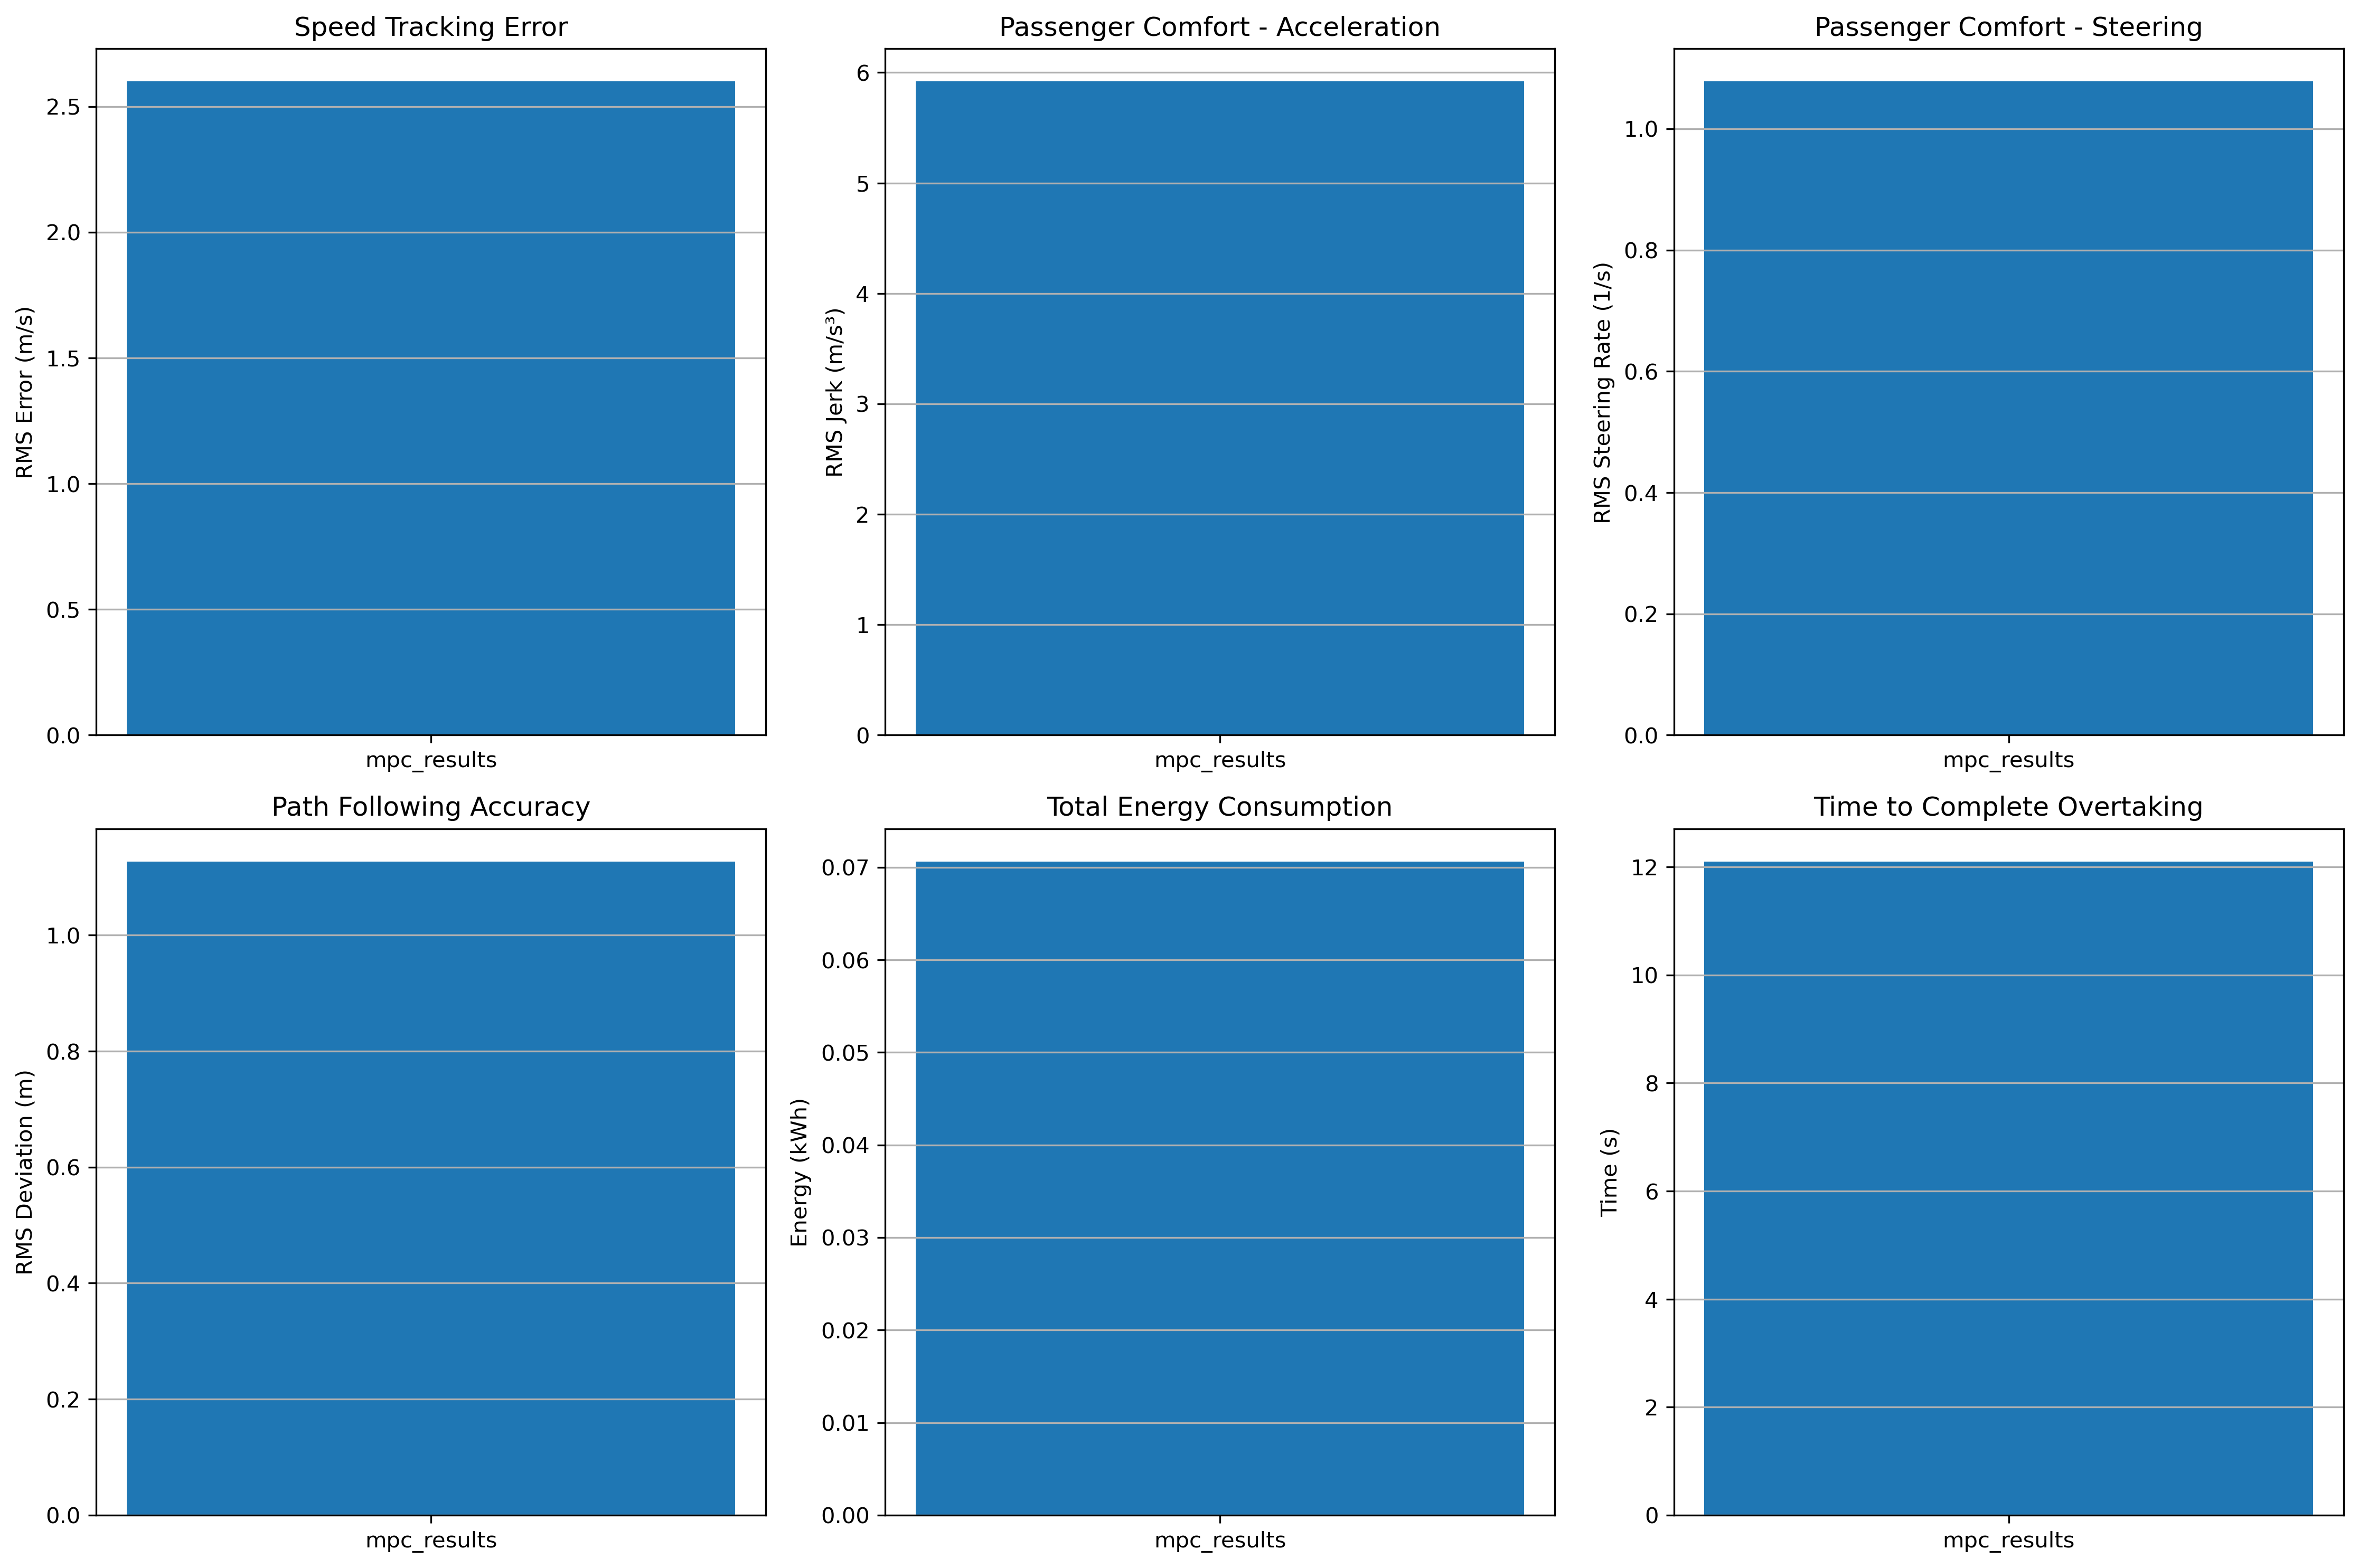 Speed Tracking Error
RMS Error (m/s)
2.5
2.0
1.5
1.0
0.5
0.0
mpc_results
Passenger Comfort - Acceleration
RMS Jerk (m/s³)
6
5
4
3
2
1
0
mpc_results
Passenger Comfort - Steering
RMS Steering Rate (1/s)
1.0
0.8
0.6
0.4
0.2
0.0
mpc_results
Path Following Accuracy
RMS Deviation (m)
1.0
0.8
0.6
0.4
0.2
0.0
mpc_results
Total Energy Consumption
Energy (kWh)
0.07
0.06
0.05
0.04
0.03
0.02
0.01
0.00
mpc_results
Time to Complete Overtaking
Time (s)
12
10
8
6
4
2
0
mpc_results